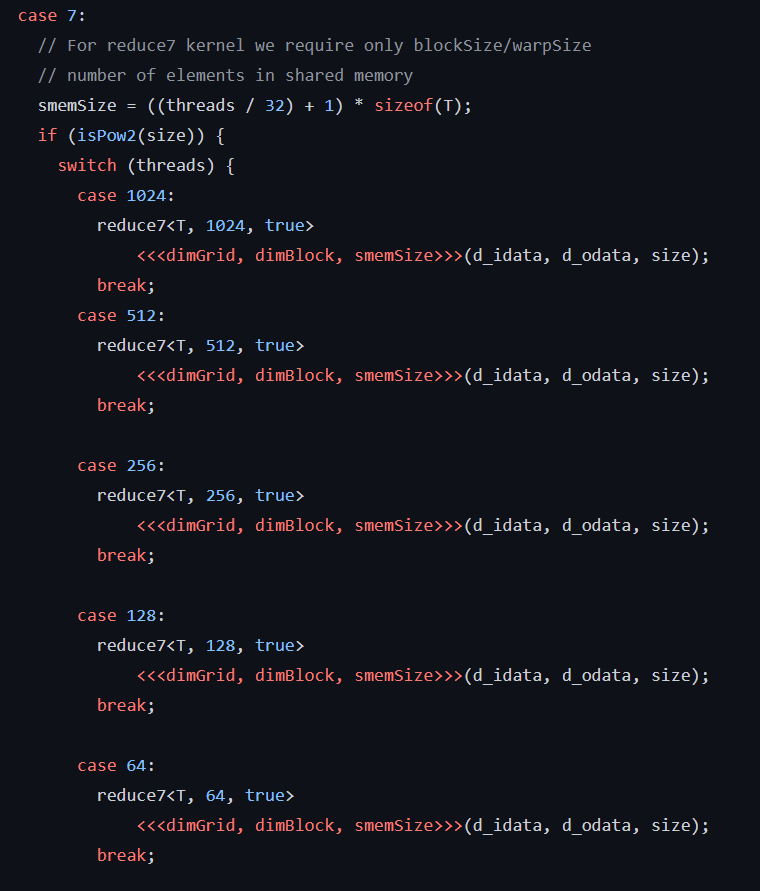 case 7:
  // For reduce7 kernel we require only blockSize/warpSize
  // number of elements in shared memory
  smemSize = ((threads / 32) + 1) * sizeof(T);
  if (isPow2(size)) {
    switch (threads) {
      case 1024:
        reduce7<T, 1024, true>
            <<<dimGrid, dimBlock, smemSize>>>(d_idata, d_odata, size);
        break;
      case 512:
        reduce7<T, 512, true>
            <<<dimGrid, dimBlock, smemSize>>>(d_idata, d_odata, size);
        break;

      case 256:
        reduce7<T, 256, true>
            <<<dimGrid, dimBlock, smemSize>>>(d_idata, d_odata, size);
        break;

      case 128:
        reduce7<T, 128, true>
            <<<dimGrid, dimBlock, smemSize>>>(d_idata, d_odata, size);
        break;

      case 64:
        reduce7<T, 64, true>
            <<<dimGrid, dimBlock, smemSize>>>(d_idata, d_odata, size);
        break;